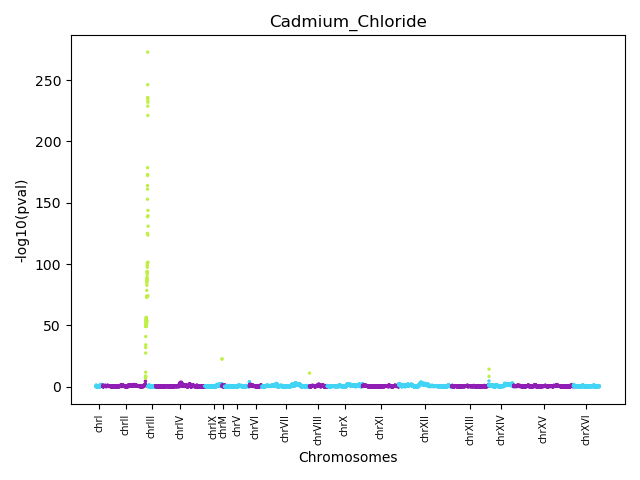 Cadmium_Chloride
-log10(pval)
250
200
150
100
50
0
chrI
chrII
chrIII
chrIV
chrIX
chrM
chrV
chrVI
chrVII
chrVIII
chrX
chrXI
chrXII
chrXIII
chrXIV
chrXV
chrXVI
Chromosomes